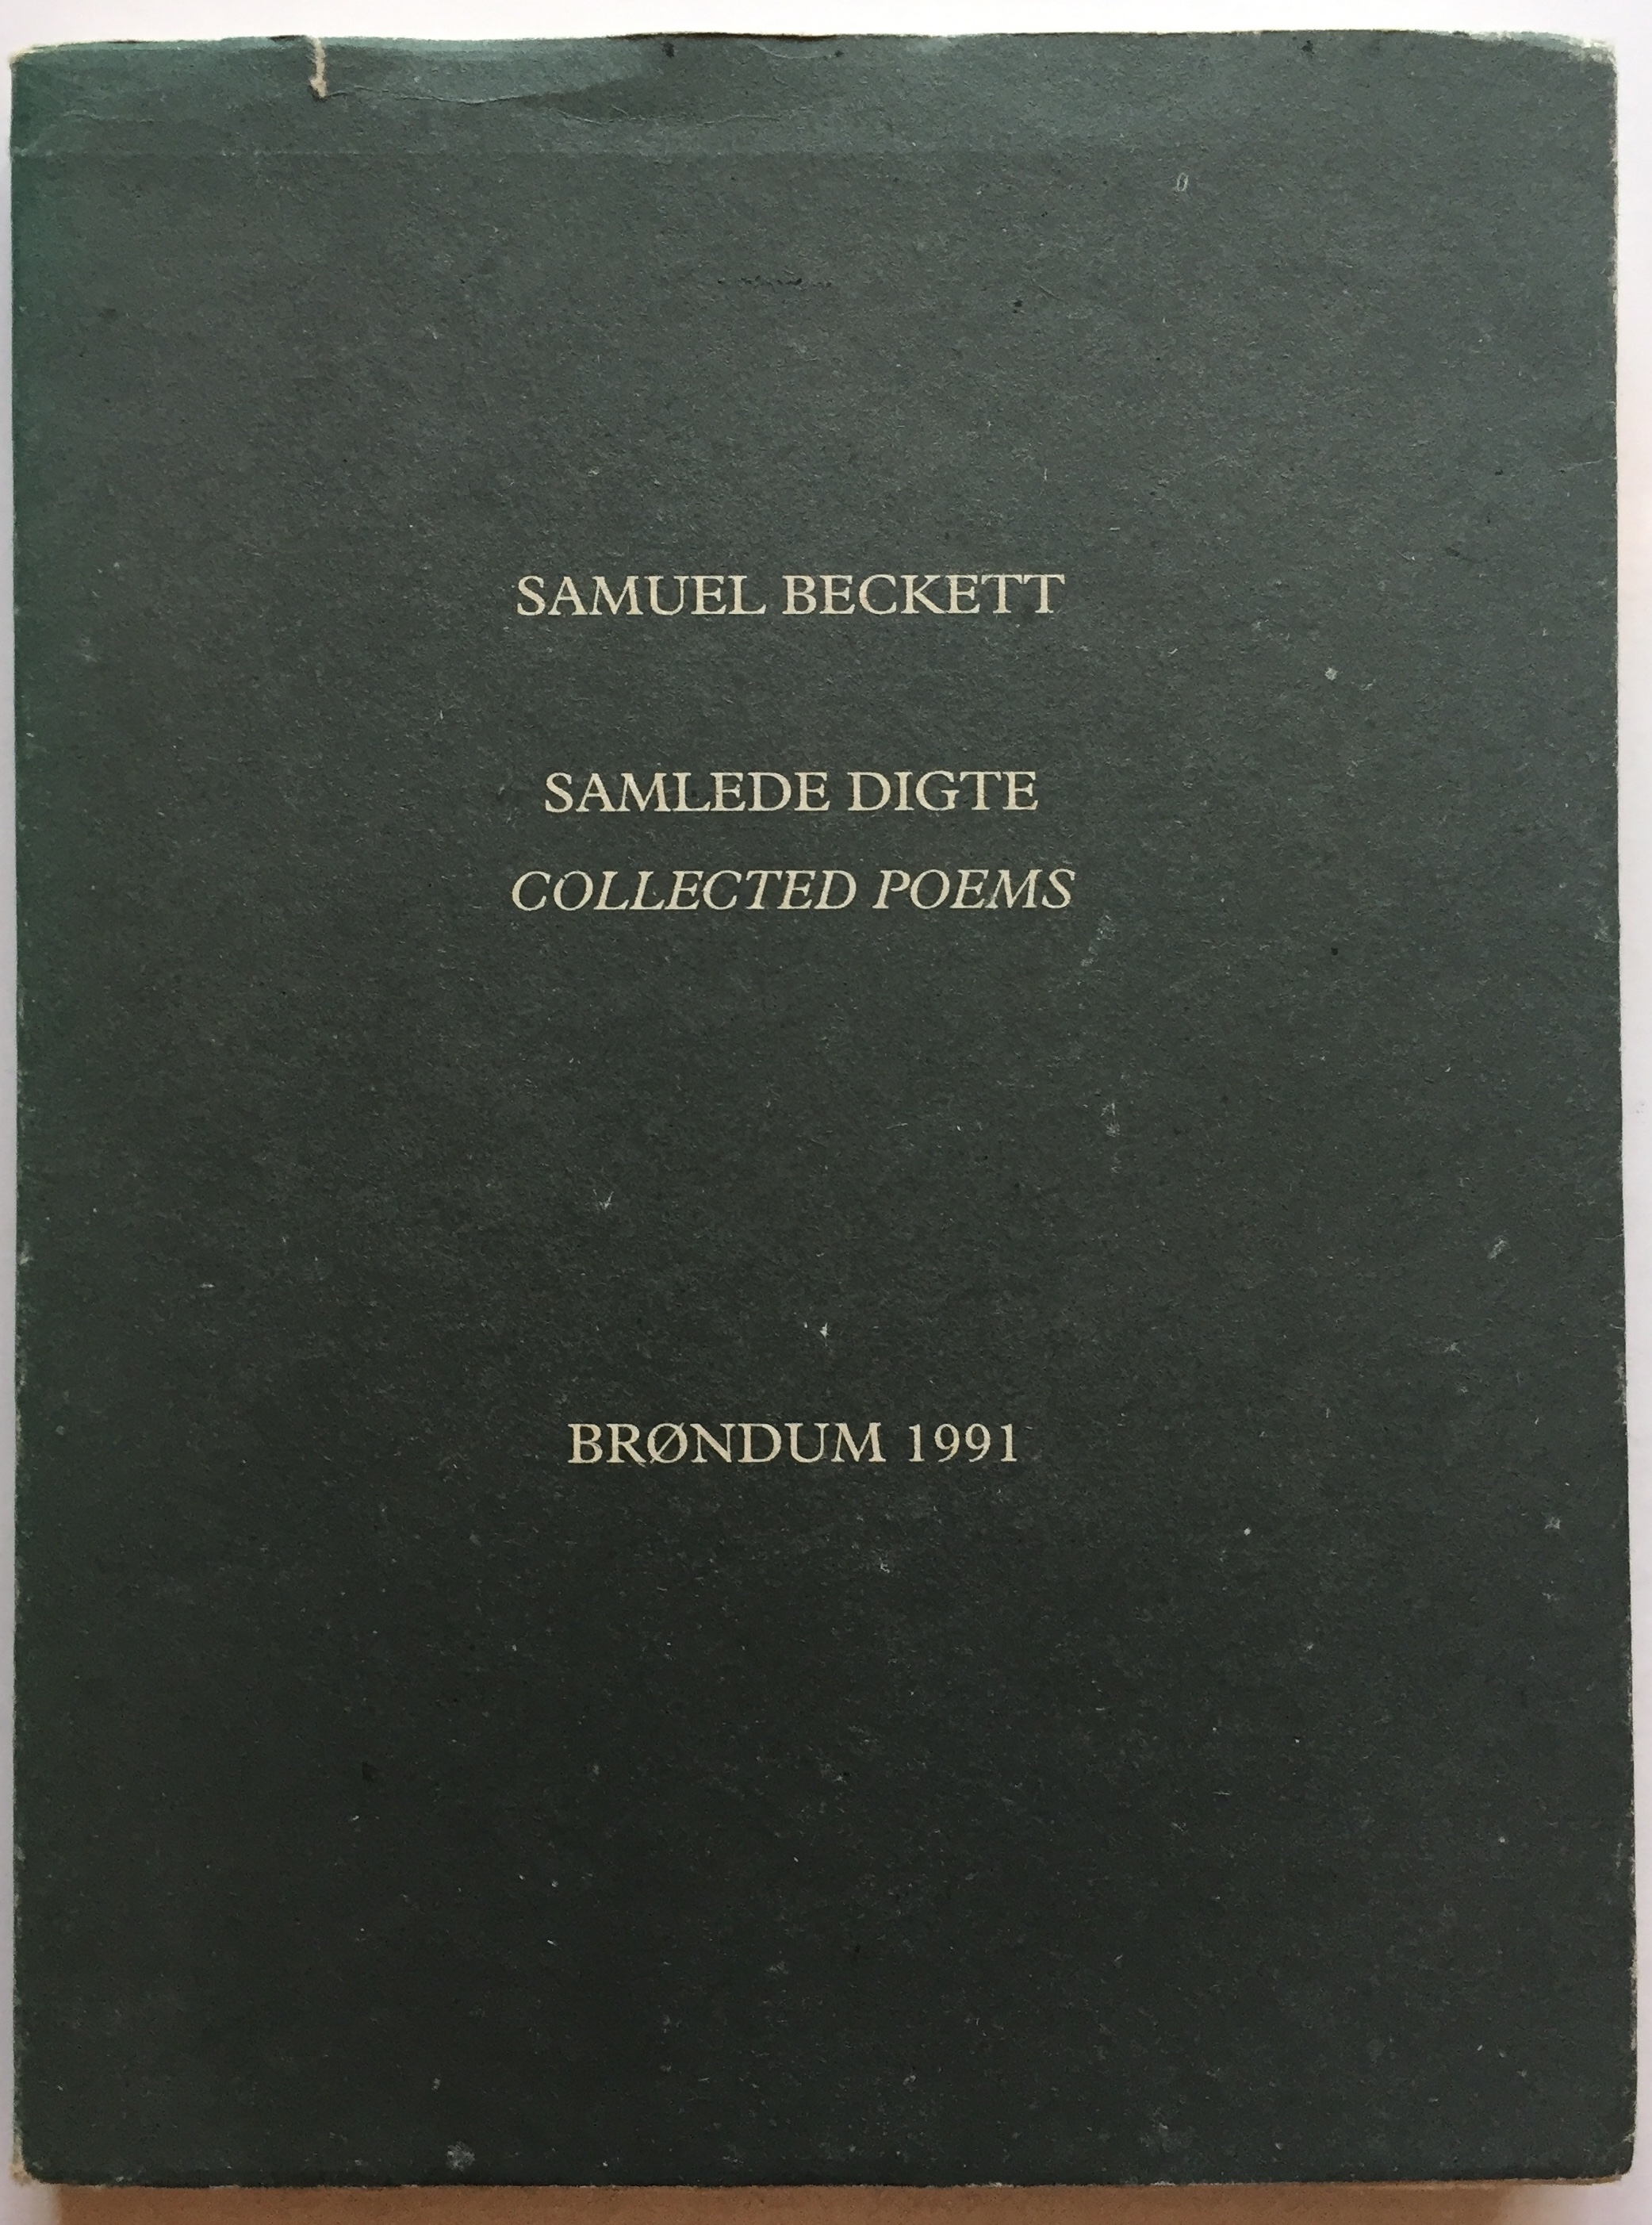 SAMUEL BECKETT
SAMLEDE DIGTE
COLLECTED POEMS
BRØNDUM 1991